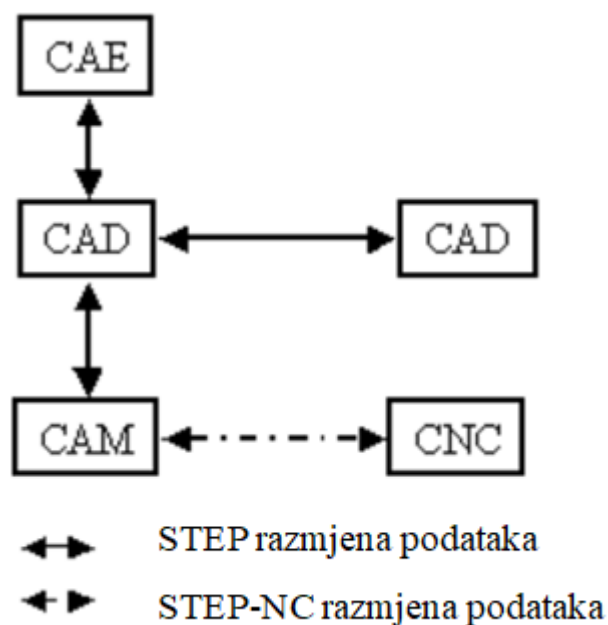 CAE
CAD CAD
CAM CNC
STEP razmjena podataka
STEP-NC razmjena podataka